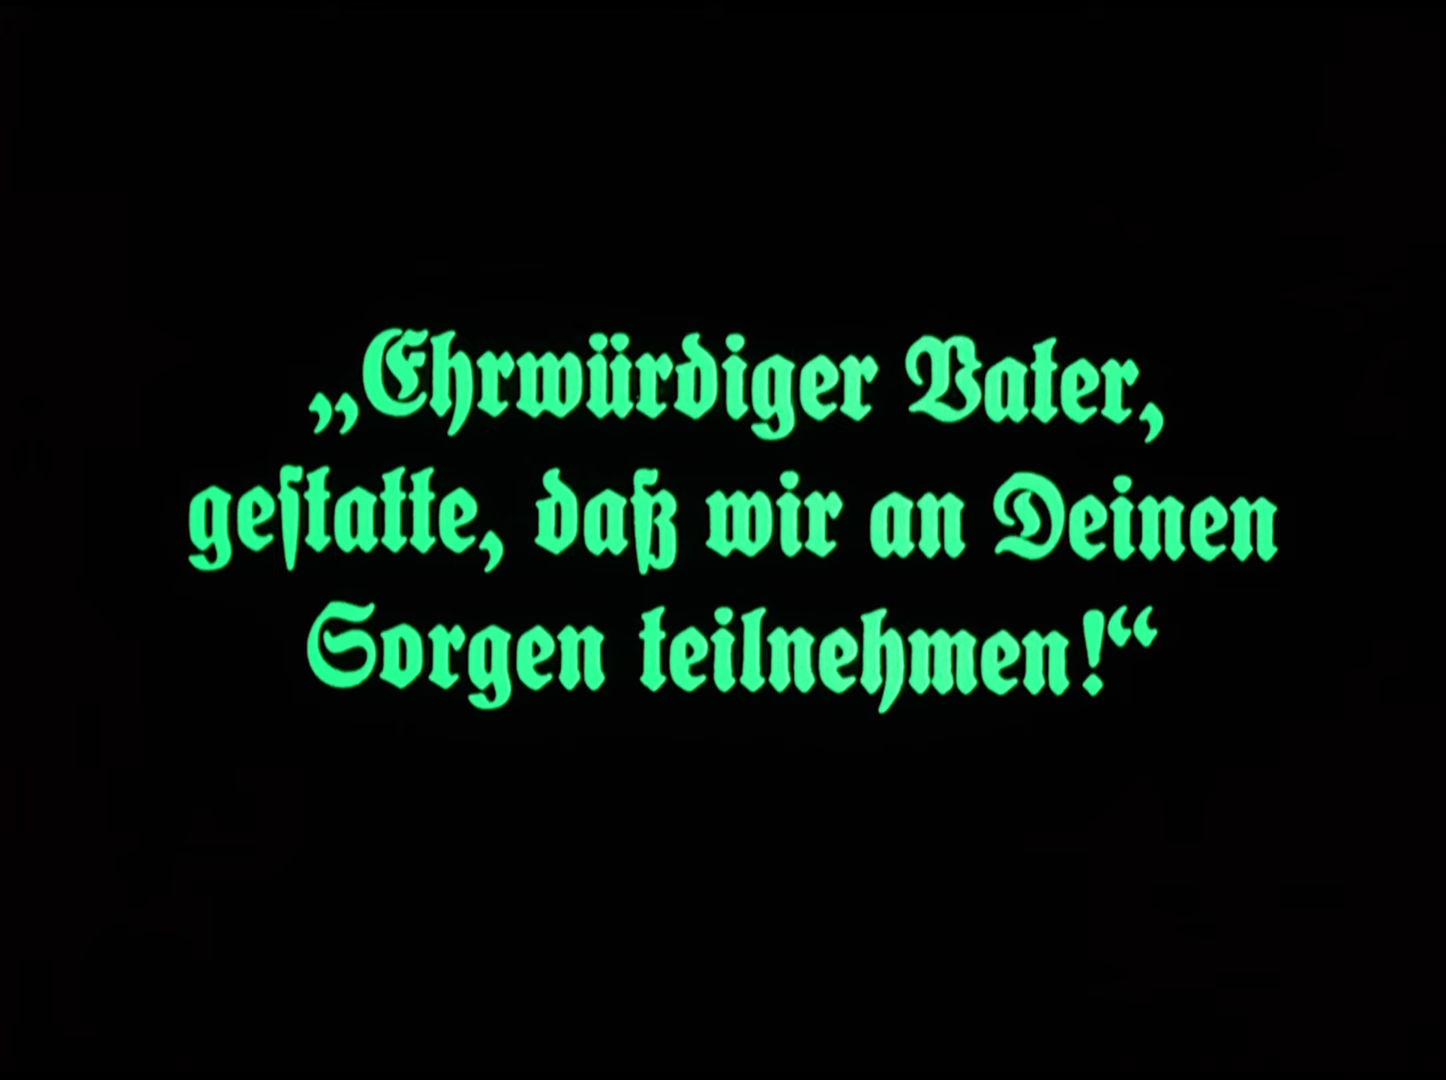 „Ehrwürdiger Vater,
geſtatte, daß wir an Deinen
Sorgen teilnehmen!“